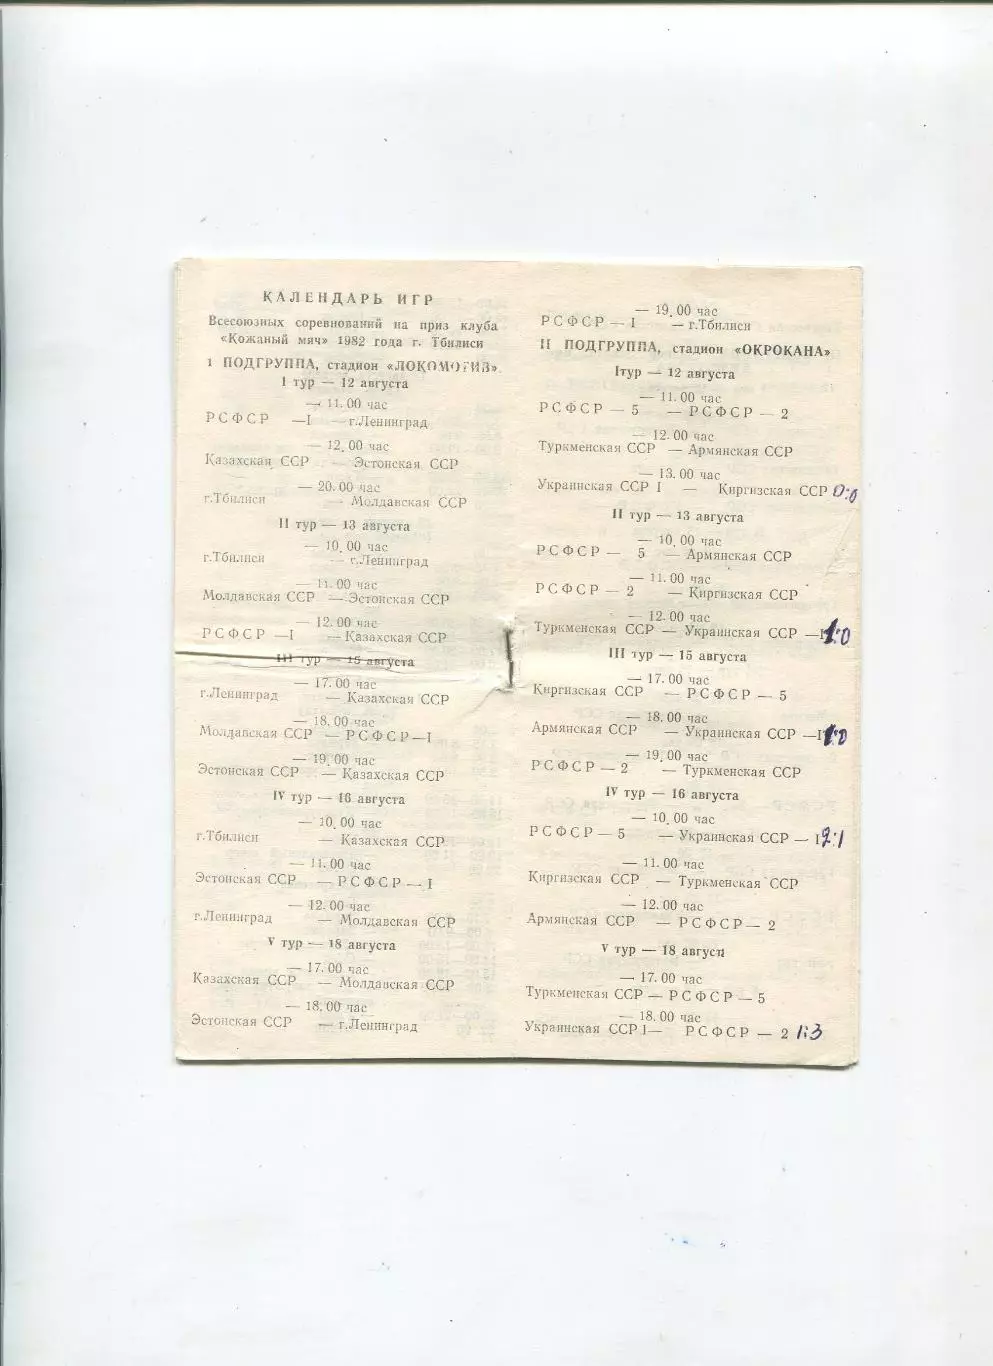 КАЛЕНДАРЬ ИГР
Всесоюзных соревнований на приз клуба
«Кожаный мяч» 1982 года г. Тбилиси
I ПОДГРУППА, стадион «ЛОКОМОТИВ».
I тур — 12 августа
— 11.00 час
РСФСР —I — г.Ленинград
— 12.00 час
Казахская ССР — Эстонская ССР
— 20.00 час
г.Тбилиси — Молдавская ССР
II тур — 13 августа
— 10.00 час
г.Тбилиси — г.Ленинград
— 11.00 час
Молдавская ССР — Эстонская ССР
— 12.00 час
РСФСР —I — Казахская ССР
III тур — 15 августа
— 17.00 час
г.Ленинград — Казахская ССР
— 18.00 час
Молдавская ССР — РСФСР—I
— 19.00 час
Эстонская ССР — Казахская ССР
IV тур — 16 августа
— 10.00 час
г.Тбилиси — Казахская ССР
— 11.00 час
Эстонская ССР — РСФСР—I
— 12.00 час
г.Ленинград — Молдавская ССР
V тур — 18 августа
— 17.00 час
Казахская ССР — Молдавская ССР
— 18.00 час
Эстонская ССР — г.Ленинград
— 19.00 час
РСФСР—I — г.Тбилиси
II ПОДГРУППА, стадион «ОКРОКАНА»
Iтур — 12 августа
— 11.00 час
РСФСР — 5 — РСФСР — 2
— 12.00 час
Туркменская ССР — Армянская ССР
— 13.00 час
Украинская ССР I — Киргизская ССР 0:0
II тур — 13 августа
— 10.00 час
РСФСР — 5 — Армянская ССР
— 11.00 час
РСФСР — 2 — Киргизская ССР
— 12.00 час
Туркменская ССР — Украинская ССР —I 1:0
III тур — 15 августа
— 17.00 час
Киргизская ССР — РСФСР — 5
— 18.00 час
Армянская ССР — Украинская ССР —I 1:0
— 19.00 час
РСФСР — 2 — Туркменская ССР
IV тур — 16 августа
— 10.00 час
РСФСР — 5 — Украинская ССР — I 2:1
— 11.00 час
Киргизская ССР — Туркменская ССР
— 12.00 час
Армянская ССР — РСФСР — 2
V тур — 18 августа
— 17.00 час
Туркменская ССР — РСФСР — 5
— 18.00 час
Украинская ССР I— РСФСР — 2 1:3